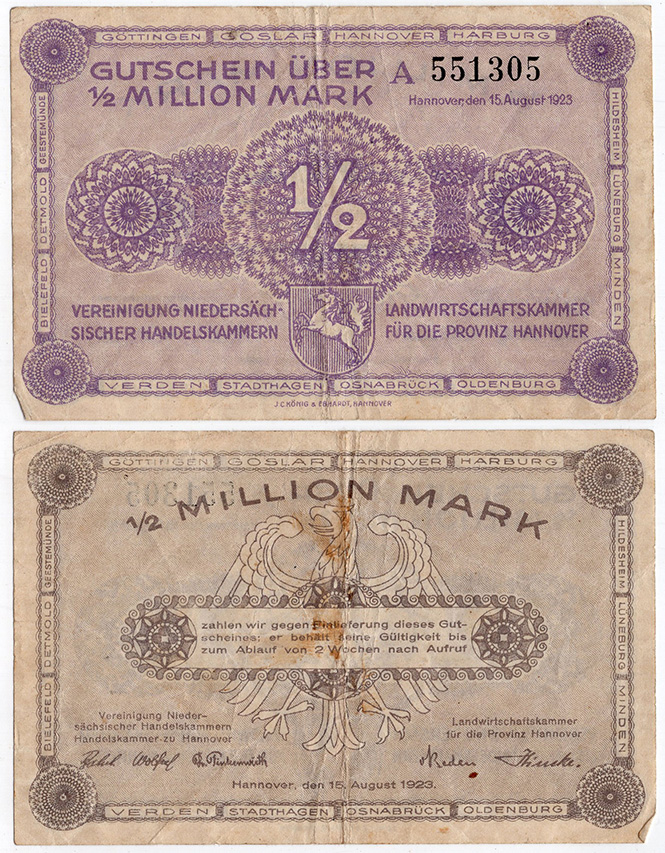 GÖTTINGEN GOSLAR HANNOVER HARBURG
GUTSCHEIN ÜBER
½ MILLION MARK
A 551305
Hannover, den 15. August 1923
BIELEFELD DETMOLD GEESTEMÜNDE
HILDESHEIM LÜNEBURG MINDEN
1/2
VEREINIGUNG NIEDERSÄCH-
SISCHER HANDELSKAMMERN
LANDWIRTSCHAFTSKAMMER
FÜR DIE PROVINZ HANNOVER
VERDEN STADTHAGEN OSNABRÜCK OLDENBURG
J.C.KÖNIG & EBHARDT, HANNOVER
GÖTTINGEN GOSLAR HANNOVER HARBURG
½ MILLION MARK
BIELEFELD DETMOLD GEESTEMÜNDE
HILDESHEIM LÜNEBURG MINDEN
zahlen wir gegen Einlieferung dieses Gut-
scheines; er behält seine Gültigkeit bis
zum Ablauf von 2 Wochen nach Aufruf
Vereinigung Nieder-
sächsischer Handelskammern
Handelskammer zu Hannover
Landwirtschaftskammer
für die Provinz Hannover
Hannover, den 15. August 1923.
VERDEN STADTHAGEN OSNABRÜCK OLDENBURG